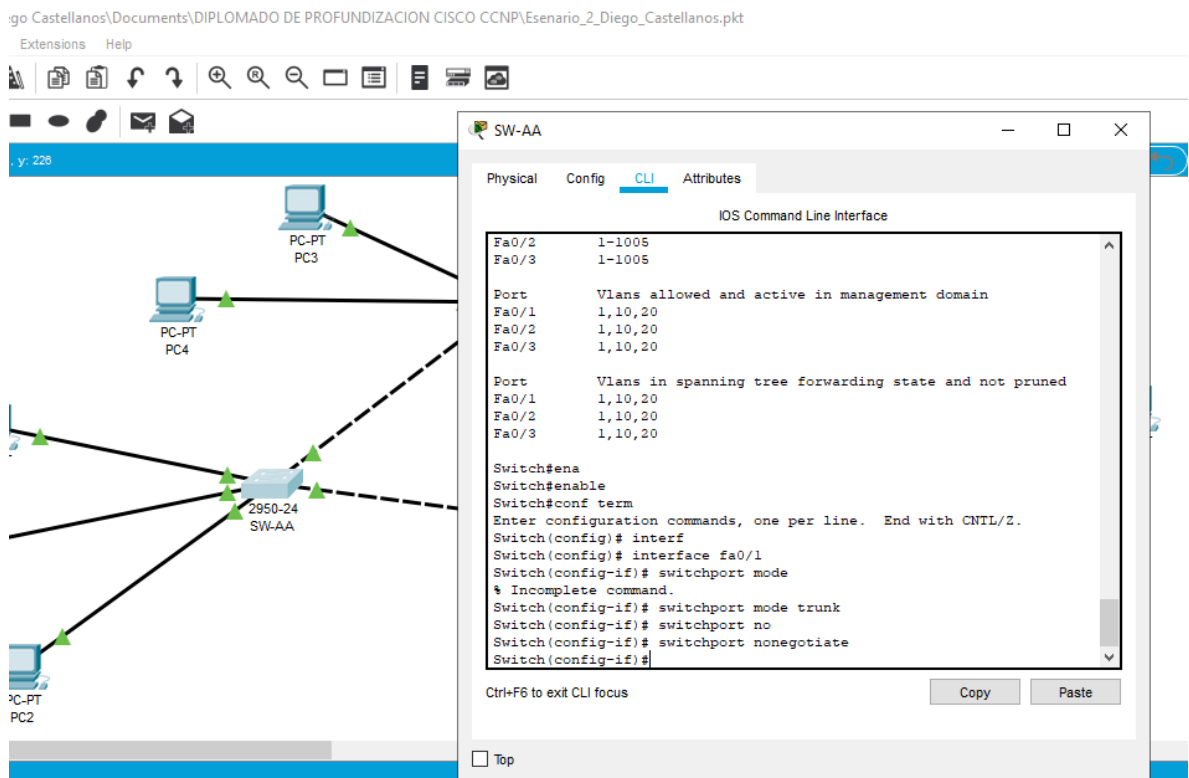 go Castellanos\Documents\DIPLOMADO DE PROFUNDIZACION CISCO CCNP\Esenario_2_Diego_Castellanos.pkt
Extensions Help
, y: 226
PC-PT
PC3
PC-PT
PC4
2950-24
SW-AA
PC-PT
PC2
SW-AA
Physical Config CLI Attributes
IOS Command Line Interface
Fa0/2 1-1005
Fa0/3 1-1005
Port Vlans allowed and active in management domain
Fa0/1 1,10,20
Fa0/2 1,10,20
Fa0/3 1,10,20
Port Vlans in spanning tree forwarding state and not pruned
Fa0/1 1,10,20
Fa0/2 1,10,20
Fa0/3 1,10,20
Switch#ena
Switch#enable
Switch#conf term
Enter configuration commands, one per line. End with CNTL/Z.
Switch(config)# interf
Switch(config)# interface fa0/1
Switch(config-if)# switchport mode
% Incomplete command.
Switch(config-if)# switchport mode trunk
Switch(config-if)# switchport no
Switch(config-if)# switchport nonegotiate
Switch(config-if)#
Ctrl+F6 to exit CLI focus
Copy Paste
Top